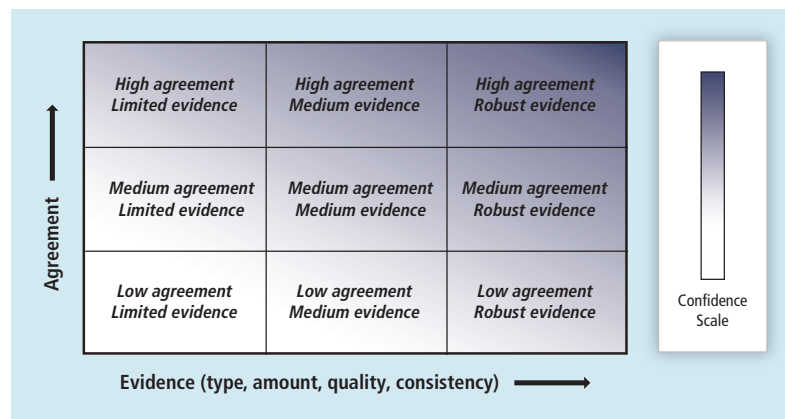 High agreement
Limited evidence
High agreement
Medium evidence
High agreement
Robust evidence
Medium agreement
Limited evidence
Medium agreement
Medium evidence
Medium agreement
Robust evidence
Low agreement
Limited evidence
Low agreement
Medium evidence
Low agreement
Robust evidence
Agreement
Evidence (type, amount, quality, consistency)
Confidence
Scale